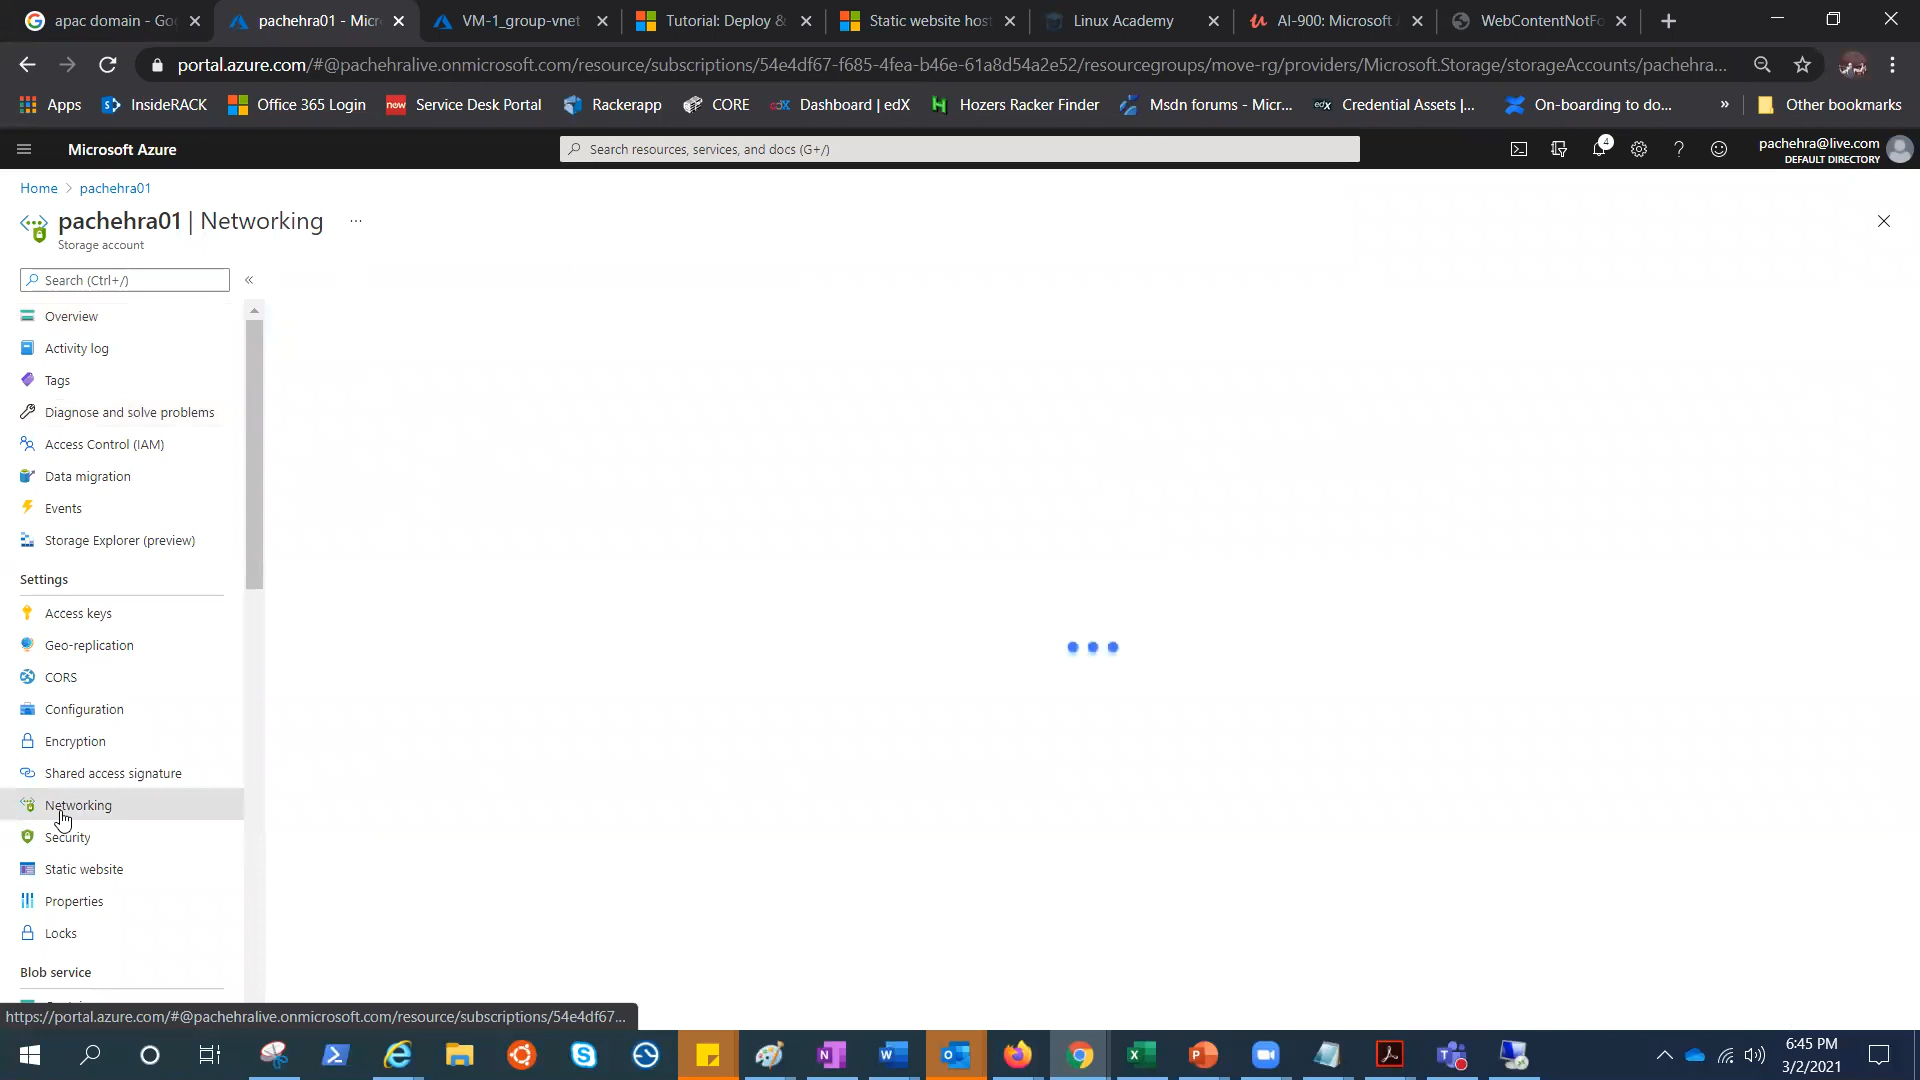 apac domain - Go
pachehra01 - Micr
VM-1_group-vnet
Tutorial: Deploy &
Static website host
Linux Academy
AI-900: Microsoft
WebContentNotFo
portal.azure.com/#@pachehralive.onmicrosoft.com/resource/subscriptions/54e4df67-f685-4fea-b46e-61a8d54a2e52/resourcegroups/move-rg/providers/Microsoft.Storage/storageAccounts/pachehra...
Apps
InsideRACK
Office 365 Login
now
Service Desk Portal
Rackerapp
CORE
edX
Dashboard | edX
Hozers Racker Finder
Msdn forums - Micr...
edx
Credential Assets |...
On-boarding to do...
»
Other bookmarks
Microsoft Azure
Search resources, services, and docs (G+/)
4
pachehra@live.com
DEFAULT DIRECTORY
Home > pachehra01
pachehra01 | Networking ...
Storage account
Search (Ctrl+/)
«
Overview
Activity log
Tags
Diagnose and solve problems
Access Control (IAM)
Data migration
Events
Storage Explorer (preview)
Settings
Access keys
Geo-replication
CORS
Configuration
Encryption
Shared access signature
Networking
Security
Static website
Properties
Locks
Blob service
https://portal.azure.com/#@pachehralive.onmicrosoft.com/resource/subscriptions/54e4df67...
6:45 PM
3/2/2021